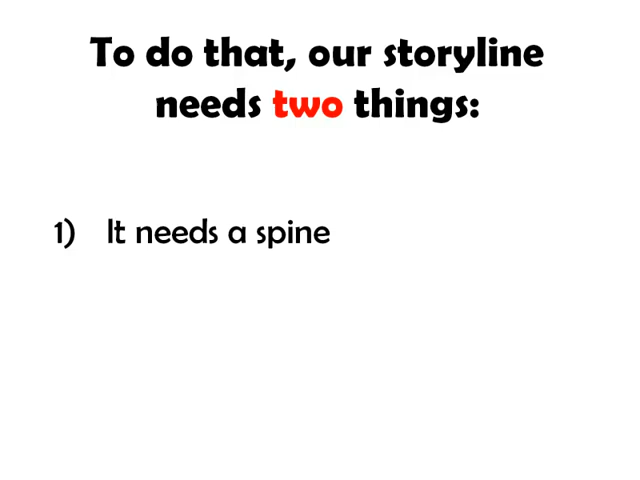 To do that, our storyline
needs two things:
1) It needs a spine